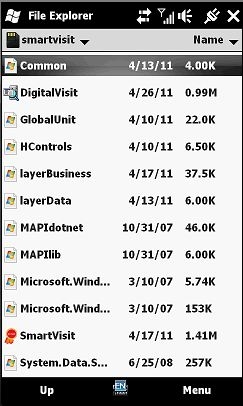 File Explorer
smartvisit Name
Common 4/13/11 4.00K
DigitalVisit 4/26/11 0.99M
GlobalUnit 4/10/11 22.0K
HControls 4/10/11 6.50K
layerBusiness 4/17/11 37.5K
layerData 4/13/11 6.00K
MAPIdotnet 10/31/07 46.0K
MAPIlib 10/31/07 6.00K
Microsoft.Wind... 3/10/07 5.74K
Microsoft.Wind... 3/10/07 153K
SmartVisit 4/17/11 1.41M
System.Data.S... 6/25/08 257K
Up EN Menu